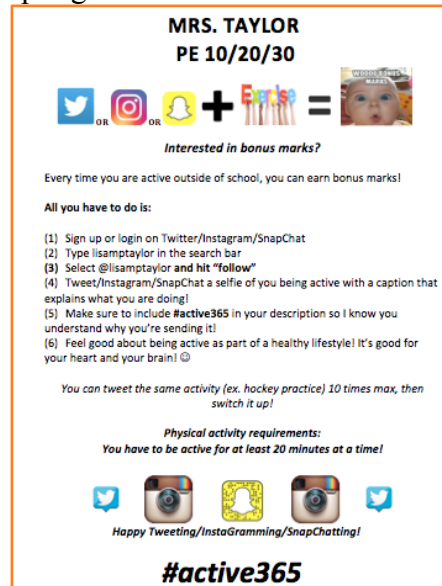 MRS. TAYLOR
PE 10/20/30
OR OR Exercise
WOOOO BONUS
MARKS
Interested in bonus marks?
Every time you are active outside of school, you can earn bonus marks!
All you have to do is:
(1) Sign up or login on Twitter/Instagram/SnapChat
(2) Type lisamptaylor in the search bar
(3) Select @lisamptaylor and hit “follow”
(4) Tweet/Instagram/SnapChat a selfie of you being active with a caption that
explains what you are doing!
(5) Make sure to include #active365 in your description so I know you
understand why you’re sending it!
(6) Feel good about being active as part of a healthy lifestyle! It’s good for
your heart and your brain! ☺
You can tweet the same activity (ex. hockey practice) 10 times max, then
switch it up!
Physical activity requirements:
You have to be active for at least 20 minutes at a time!
Happy Tweeting/InstaGramming/SnapChatting!
#active365